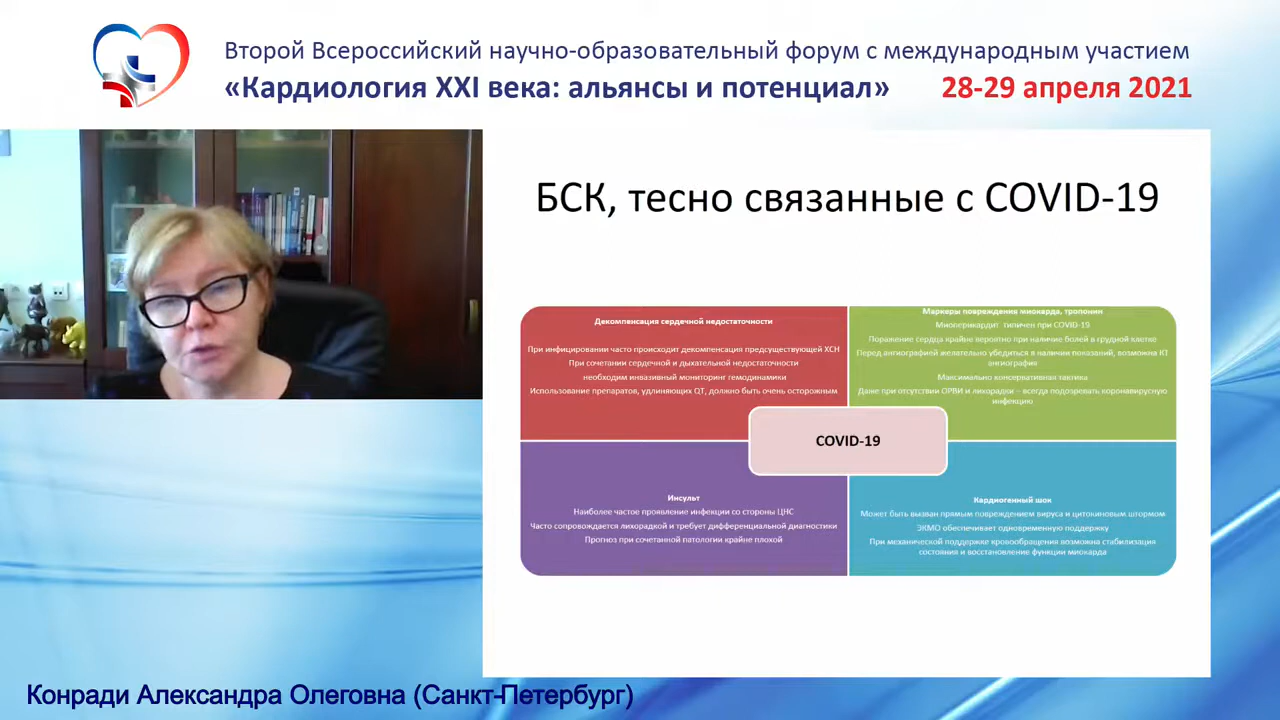 Второй Всероссийский научно-образовательный форум с международным участием
«Кардиология XXI века: альянсы и потенциал» 28-29 апреля 2021
БСК, тесно связанные с COVID-19
Декомпенсация сердечной недостаточности
При инфицировании часто происходит декомпенсация предсуществующей ХСН
При сочетании сердечной и дыхательной недостаточности
необходим инвазивный мониторинг гемодинамики
Использование препаратов, удлиняющих QT, должно быть очень осторожным
Маркеры повреждения миокарда, тропонин
Миоперикардит типичен при COVID-19
Поражение сердца крайне вероятно при наличие болей в грудной клетке
Перед ангиографией желательно убедиться в наличии показаний, возможна КТ
ангиография
Максимально консервативная тактика
Даже при отсутствии ОРВИ и лихорадки – всегда подозревать коронавирусную
инфекцию
COVID-19
Инсульт
Наиболее частое проявление инфекции со стороны ЦНС
Часто сопровождается лихорадкой и требует дифференциальной диагностики
Прогноз при сочетанной патологии крайне плохой
Кардиогенный шок
Может быть вызван прямым повреждением вируса и цитокиновым штормом
ЭКМО обеспечивает одновременную поддержку
При механической поддержке кровообращения возможна стабилизация
состояния и восстановление функции миокарда
Конради Александра Олеговна (Санкт-Петербург)